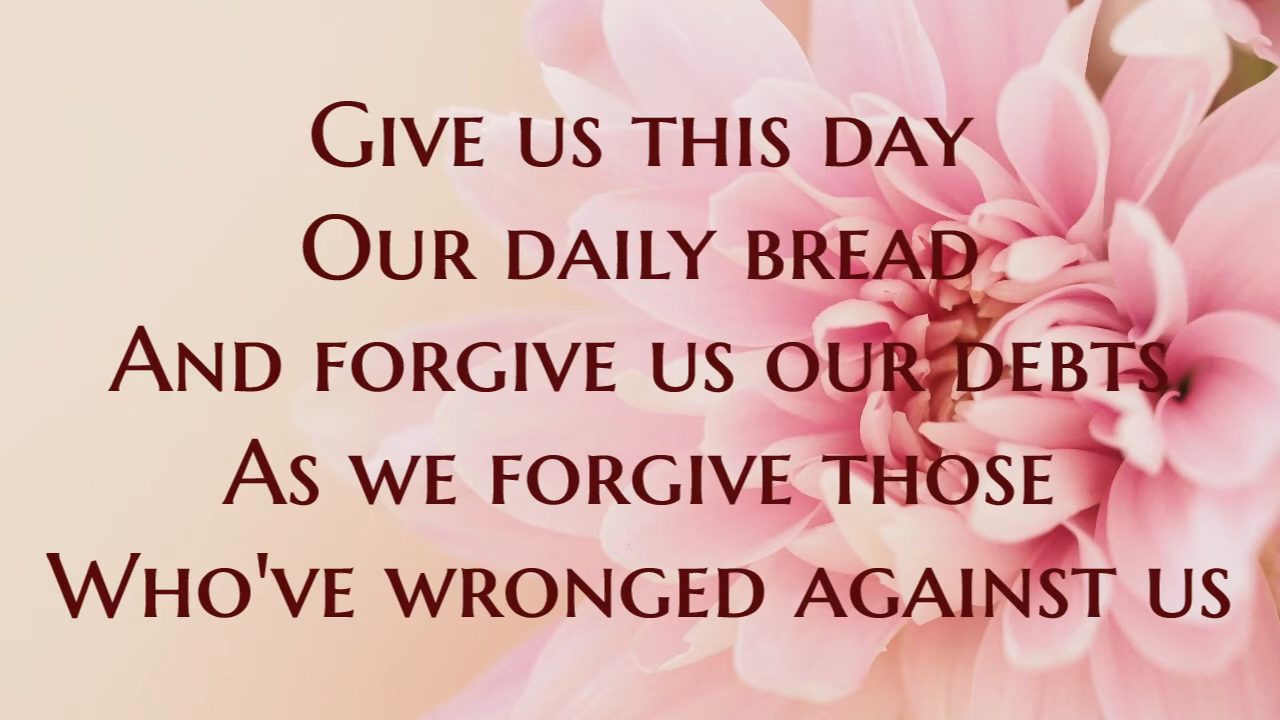 Give us this day
Our daily bread
And forgive us our debts
As we forgive those
Who've wronged against us